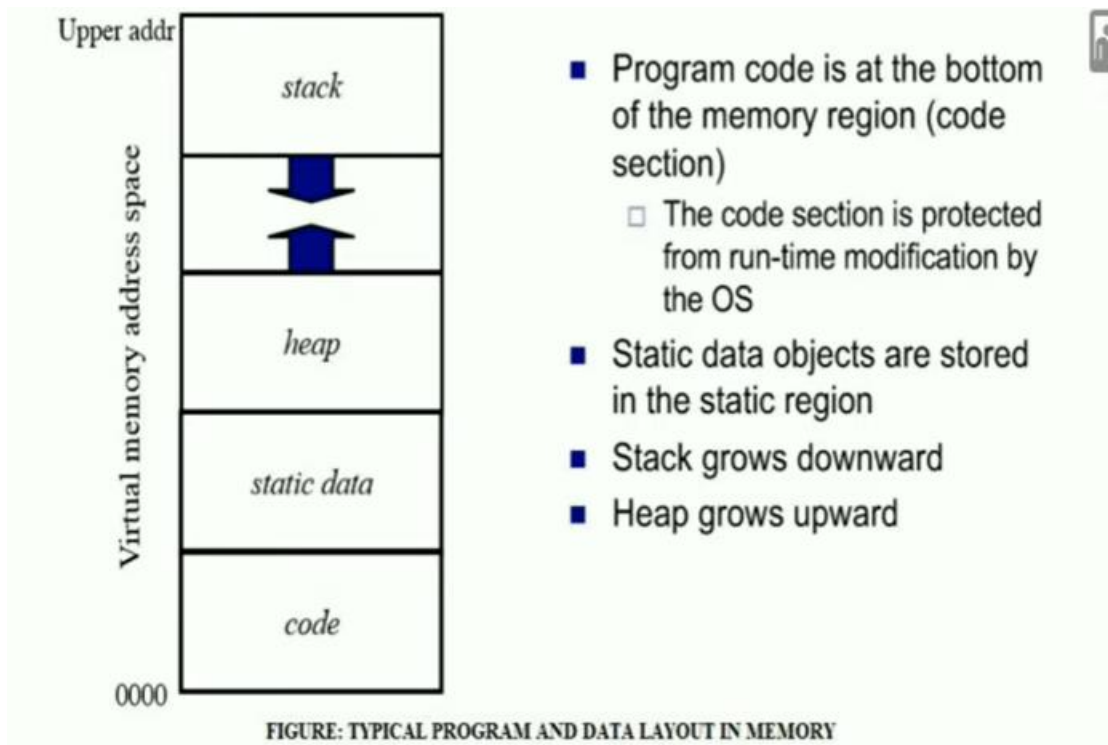 Upper addr
stack
heap
static data
code
0000
Virtual memory address space
Program code is at the bottom
of the memory region (code
section)
The code section is protected
from run-time modification by
the OS
Static data objects are stored
in the static region
Stack grows downward
Heap grows upward
FIGURE: TYPICAL PROGRAM AND DATA LAYOUT IN MEMORY